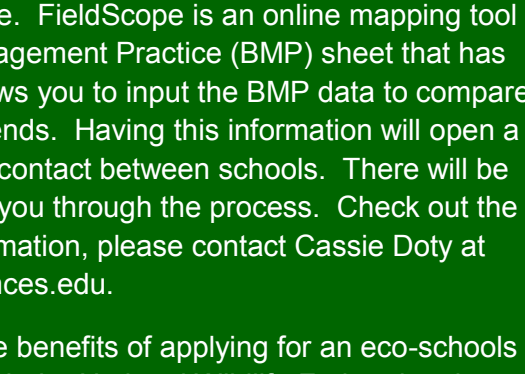 e. FieldScope is an online mapping tool
agement Practice (BMP) sheet that has
ws you to input the BMP data to compare
ends. Having this information will open a
contact between schools. There will be
you through the process. Check out the
mation, please contact Cassie Doty at
nces.edu.
e benefits of applying for an eco-schools